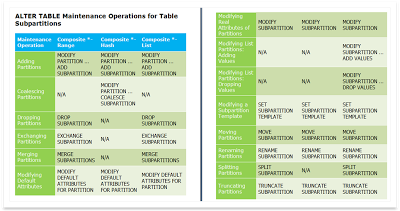 ALTER TABLE Maintenance Operations for Table
Subpartitions
Maintenance Operation
Composite *-Range
Composite *-Hash
Composite *-List
Adding Partitions
MODIFY PARTITION ... ADD SUBPARTITION
MODIFY PARTITION ... ADD SUBPARTITION
MODIFY PARTITION ... ADD SUBPARTITION
Coalescing Partitions
N/A
MODIFY PARTITION ... COALESCE SUBPARTITION
N/A
Dropping Partitions
DROP SUBPARTITION
N/A
DROP SUBPARTITION
Exchanging Partitions
EXCHANGE SUBPARTITION
N/A
EXCHANGE SUBPARTITION
Merging Partitions
MERGE SUBPARTITIONS
N/A
MERGE SUBPARTITIONS
Modifying Default Attributes
MODIFY DEFAULT ATTRIBUTES FOR PARTITION
MODIFY DEFAULT ATTRIBUTES FOR PARTITION
MODIFY DEFAULT ATTRIBUTES FOR PARTITION
Modifying Real Attributes of Partitions
MODIFY SUBPARTITION
MODIFY SUBPARTITION
MODIFY SUBPARTITION
Modifying List Partitions: Adding Values
N/A
N/A
MODIFY SUBPARTITION ... ADD VALUES
Modifying List Partitions: Dropping Values
N/A
N/A
MODIFY SUBPARTITION ... DROP VALUES
Modifying a Subpartition Template
SET SUBPARTITION TEMPLATE
SET SUBPARTITION TEMPLATE
SET SUBPARTITION TEMPLATE
Moving Partitions
MOVE SUBPARTITION
MOVE SUBPARTITION
MOVE SUBPARTITION
Renaming Partitions
RENAME SUBPARTITION
RENAME SUBPARTITION
RENAME SUBPARTITION
Splitting Partitions
SPLIT SUBPARTITION
N/A
SPLIT SUBPARTITION
Truncating Partitions
TRUNCATE SUBPARTITION
TRUNCATE SUBPARTITION
TRUNCATE SUBPARTITION